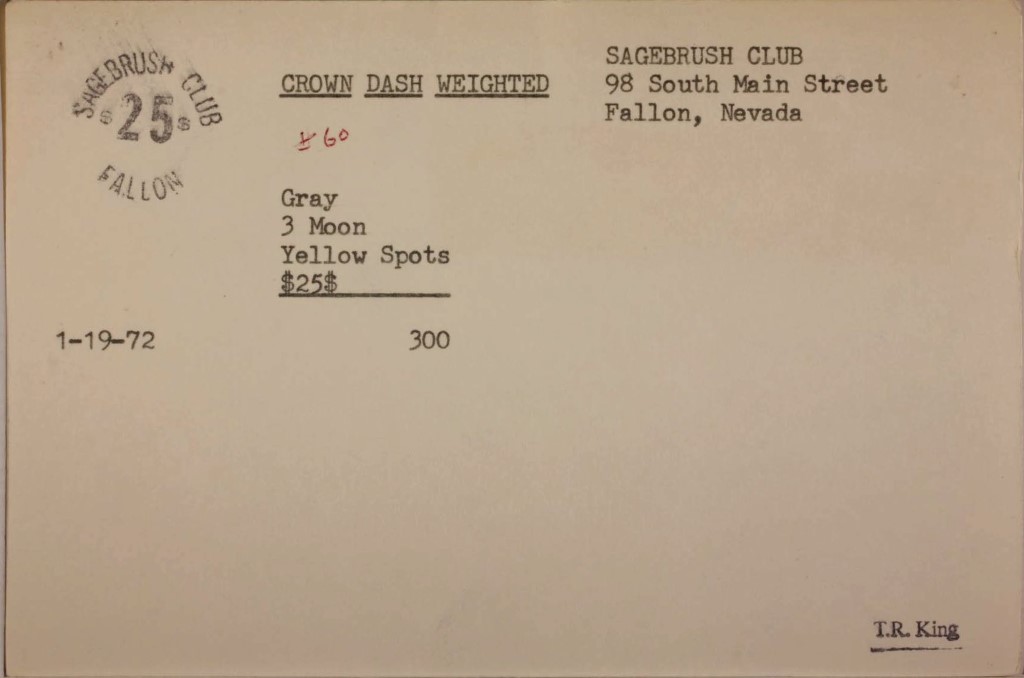 SAGEBRUSH CLUB
$25$
FALLON
CROWN DASH WEIGHTED
± 60
SAGEBRUSH CLUB
98 South Main Street
Fallon, Nevada
Gray
3 Moon
Yellow Spots
$25$
1-19-72 300
T.R. King